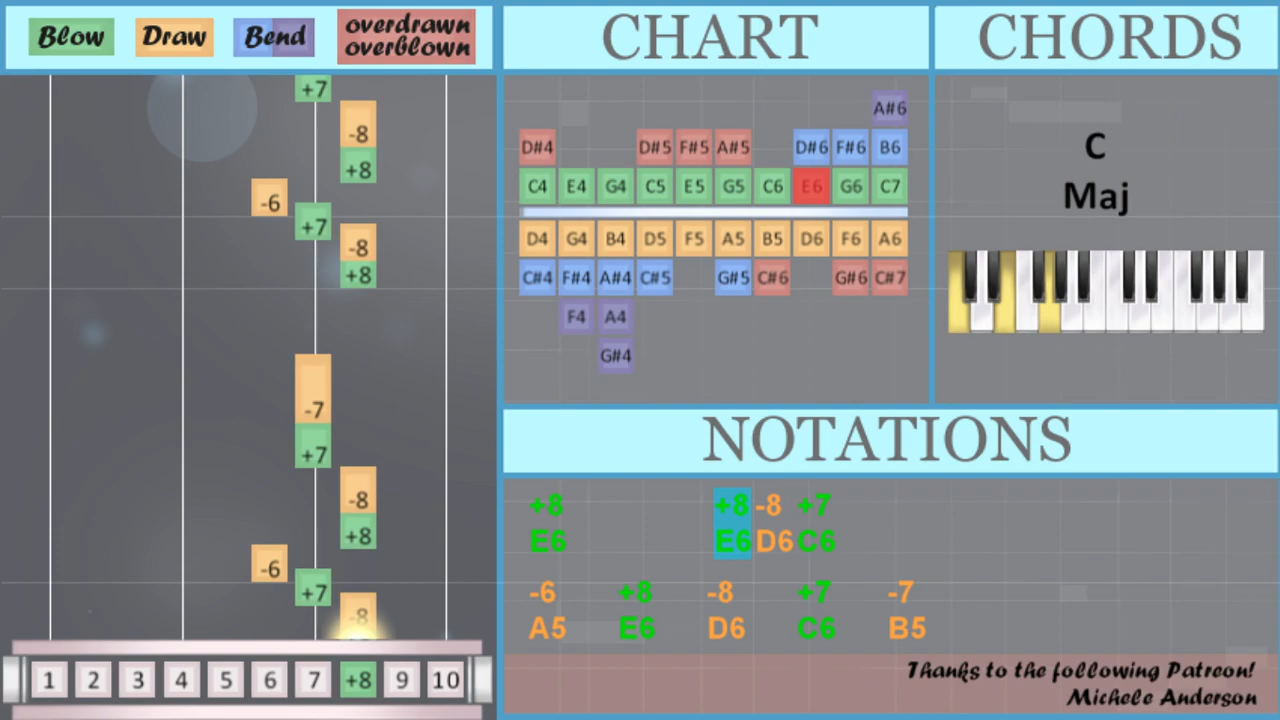 Blow Draw Bend overdrawn
overblown
CHART
CHORDS
+7
-8
+8
-6
+7
-8
+8
-7
+7
-8
+8
-6
+7
-8
1 2 3 4 5 6 7 +8 9 10
A#6
D#4 D#5 F#5 A#5 D#6 F#6 B6
C4 E4 G4 C5 E5 G5 C6 E6 G6 C7
D4 G4 B4 D5 F5 A5 B5 D6 F6 A6
C#4 F#4 A#4 C#5 G#5 C#6 G#6 C#7
F4 A4
G#4
C
Maj
NOTATIONS
+8 +8 -8 +7
E6 E6 D6 C6
-6 +8 -8 +7 -7
A5 E6 D6 C6 B5
Thanks to the following Patreon!
Michele Anderson